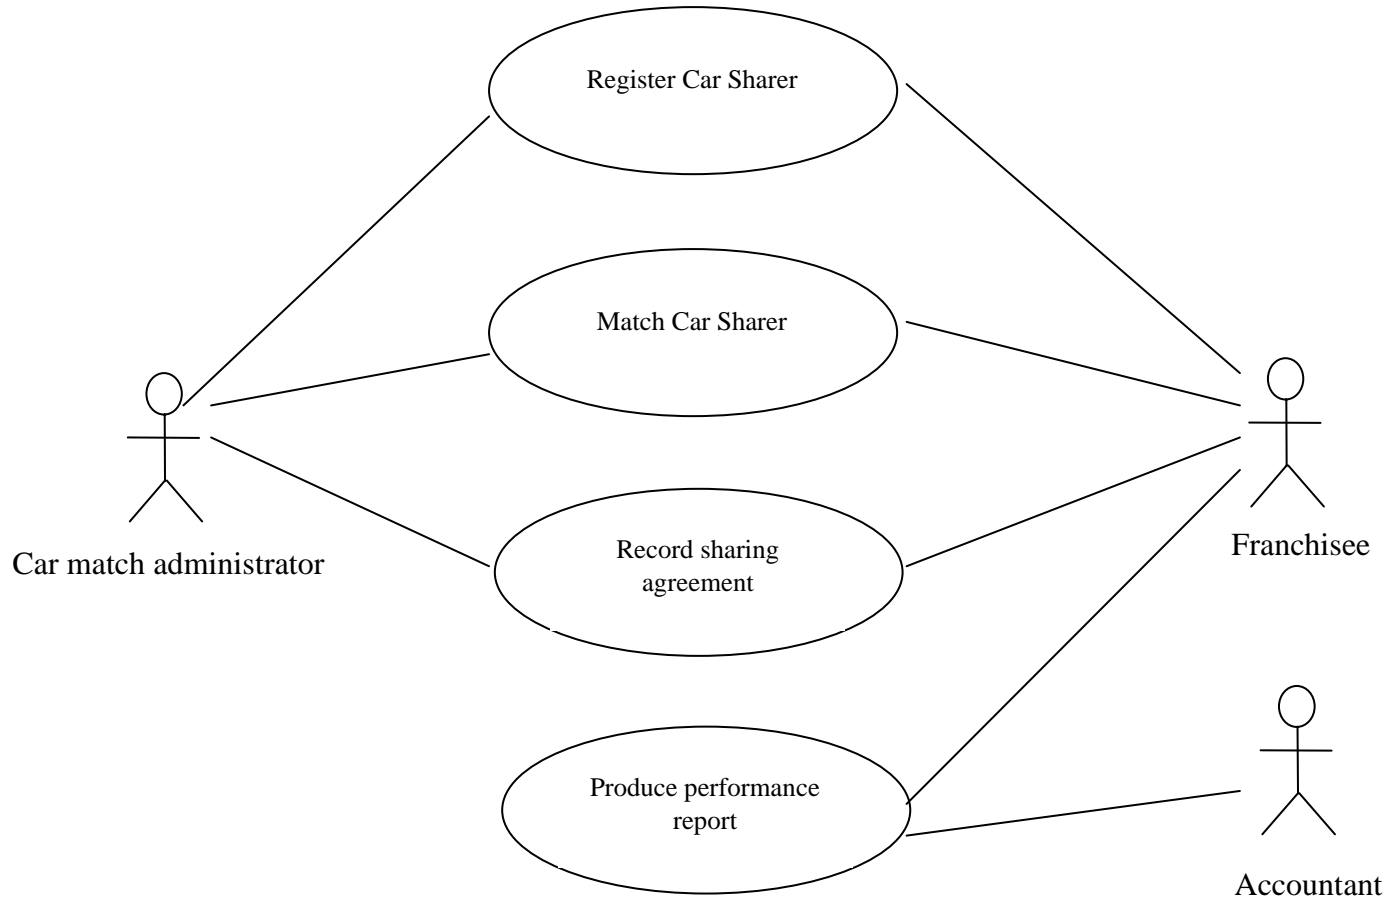 Register Car Sharer
Match Car Sharer
Record sharing
agreement
Car match administrator
Franchisee
Produce performance
report
Accountant